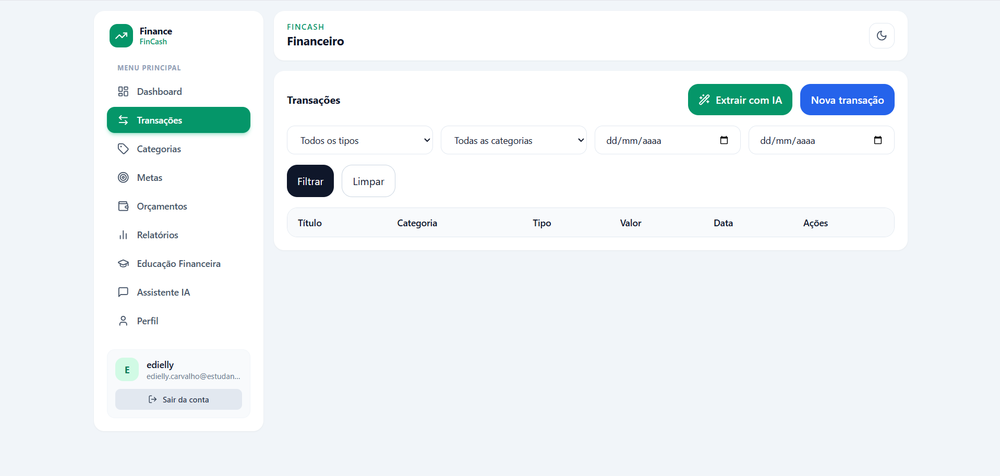 Finance
FinCash
MENU PRINCIPAL
Dashboard
Transações
Categorias
Metas
Orçamentos
Relatórios
Educação Financeira
Assistente IA
Perfil
E
edielly
edielly.carvalho@estudan...
Sair da conta
FINCASH
Financeiro
Transações
Extrair com IA
Nova transação
Todos os tipos
Todas as categorias
dd/mm/aaaa
dd/mm/aaaa
Filtrar
Limpar
Título Categoria Tipo Valor Data Ações